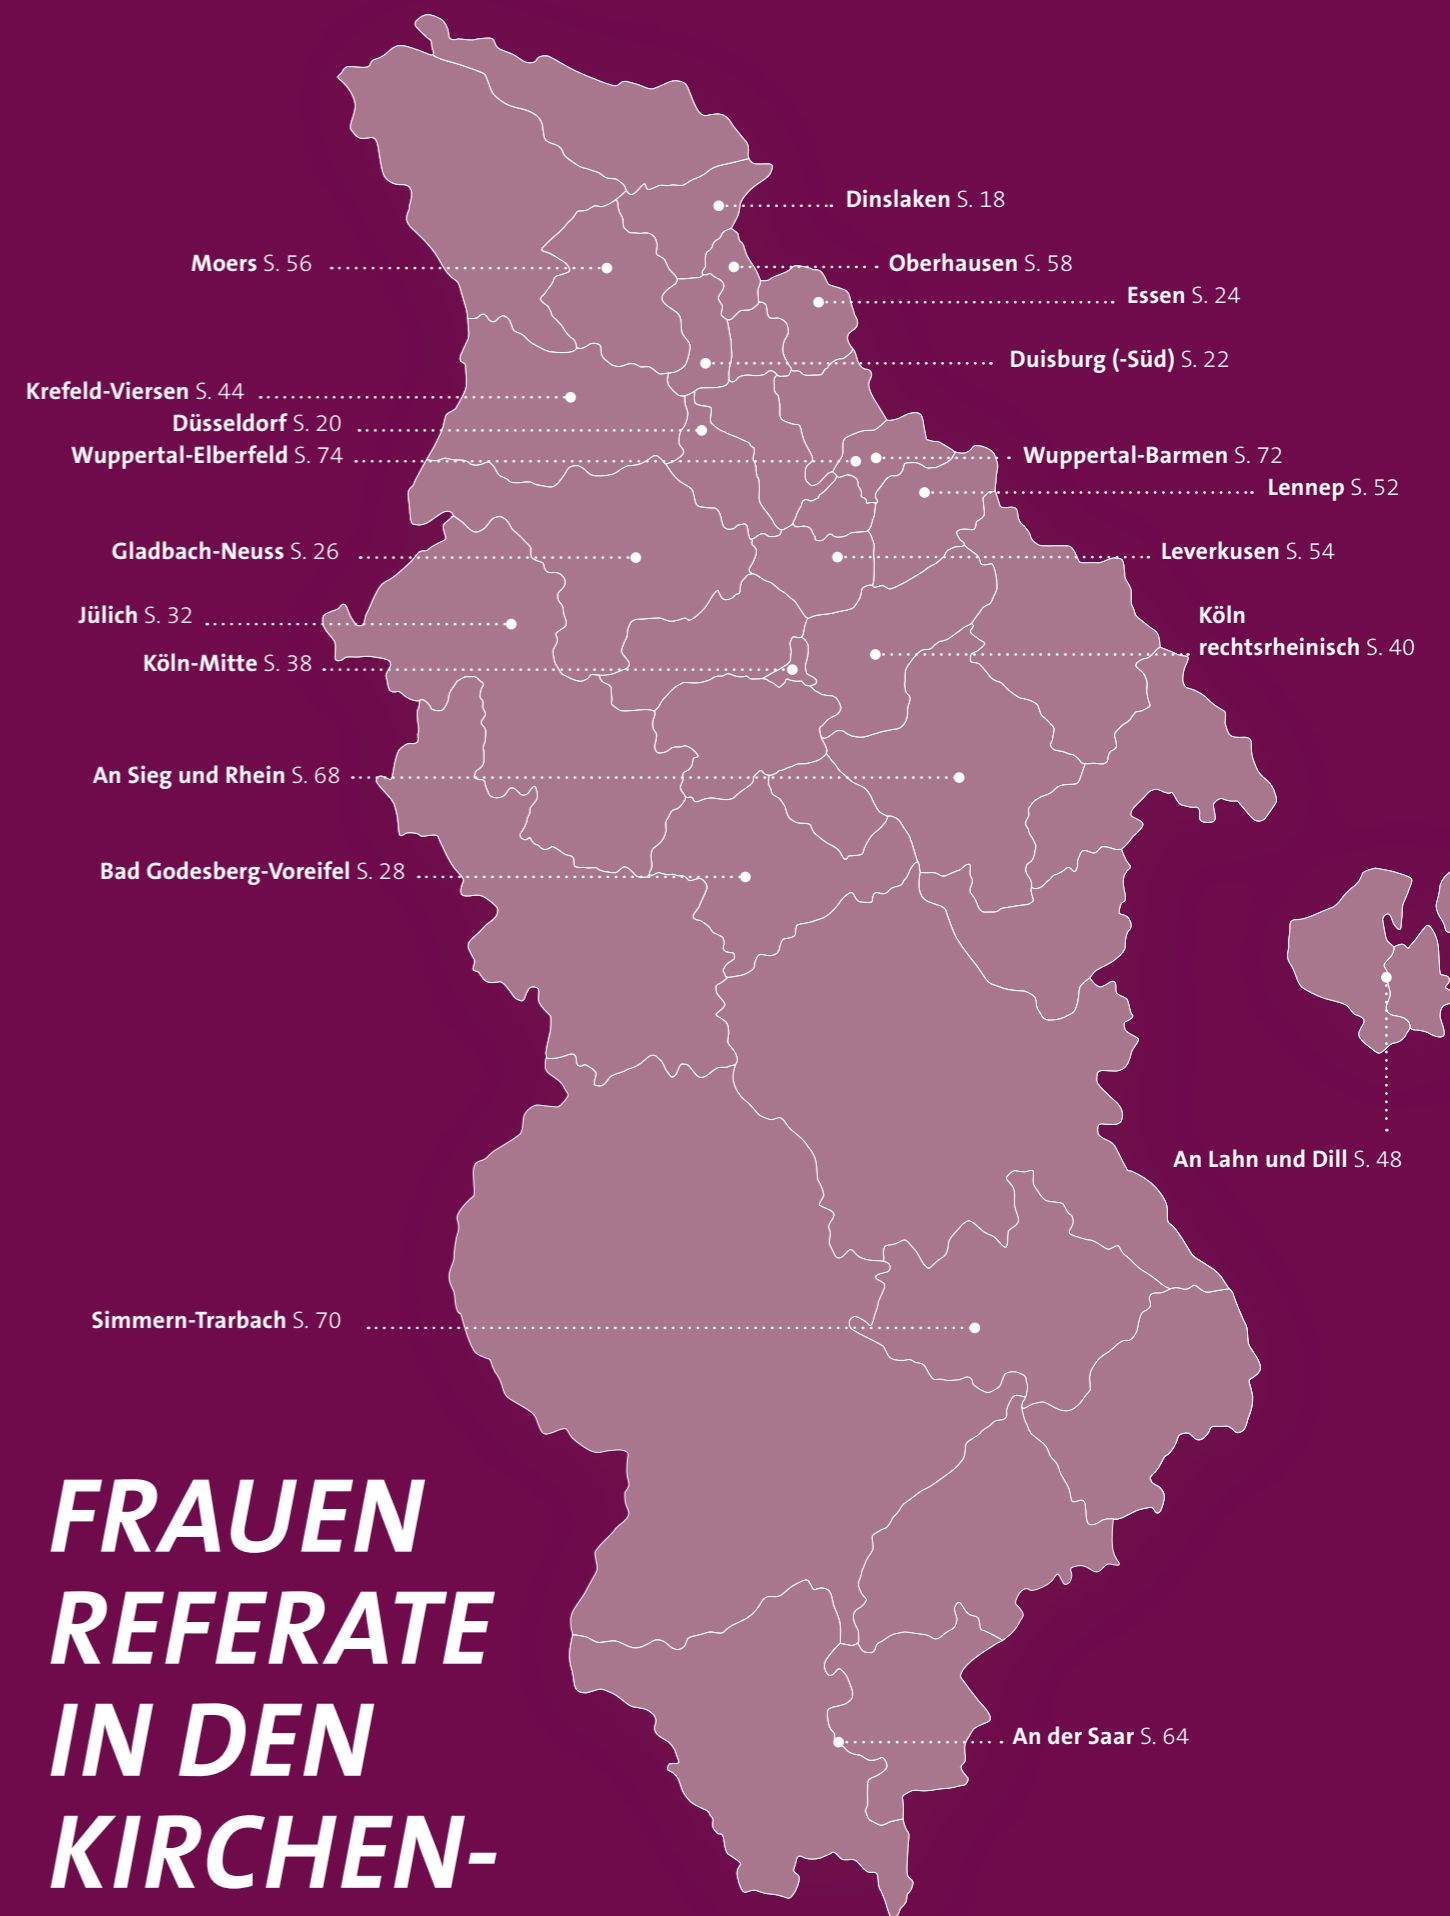 Dinslaken S. 18
Moers S. 56
Oberhausen S. 58
Essen S. 24
Duisburg (-Süd) S. 22
Krefeld-Viersen S. 44
Düsseldorf S. 20
Wuppertal-Elberfeld S. 74
Wuppertal-Barmen S. 72
Lennep S. 52
Gladbach-Neuss S. 26
Leverkusen S. 54
Jülich S. 32
Köln
rechtsrheinisch S. 40
Köln-Mitte S. 38
An Sieg und Rhein S. 68
Bad Godesberg-Voreifel S. 28
An Lahn und Dill S. 48
Simmern-Trarbach S. 70
An der Saar S. 64
FRAUEN
REFERATE
IN DEN
KIRCHEN-